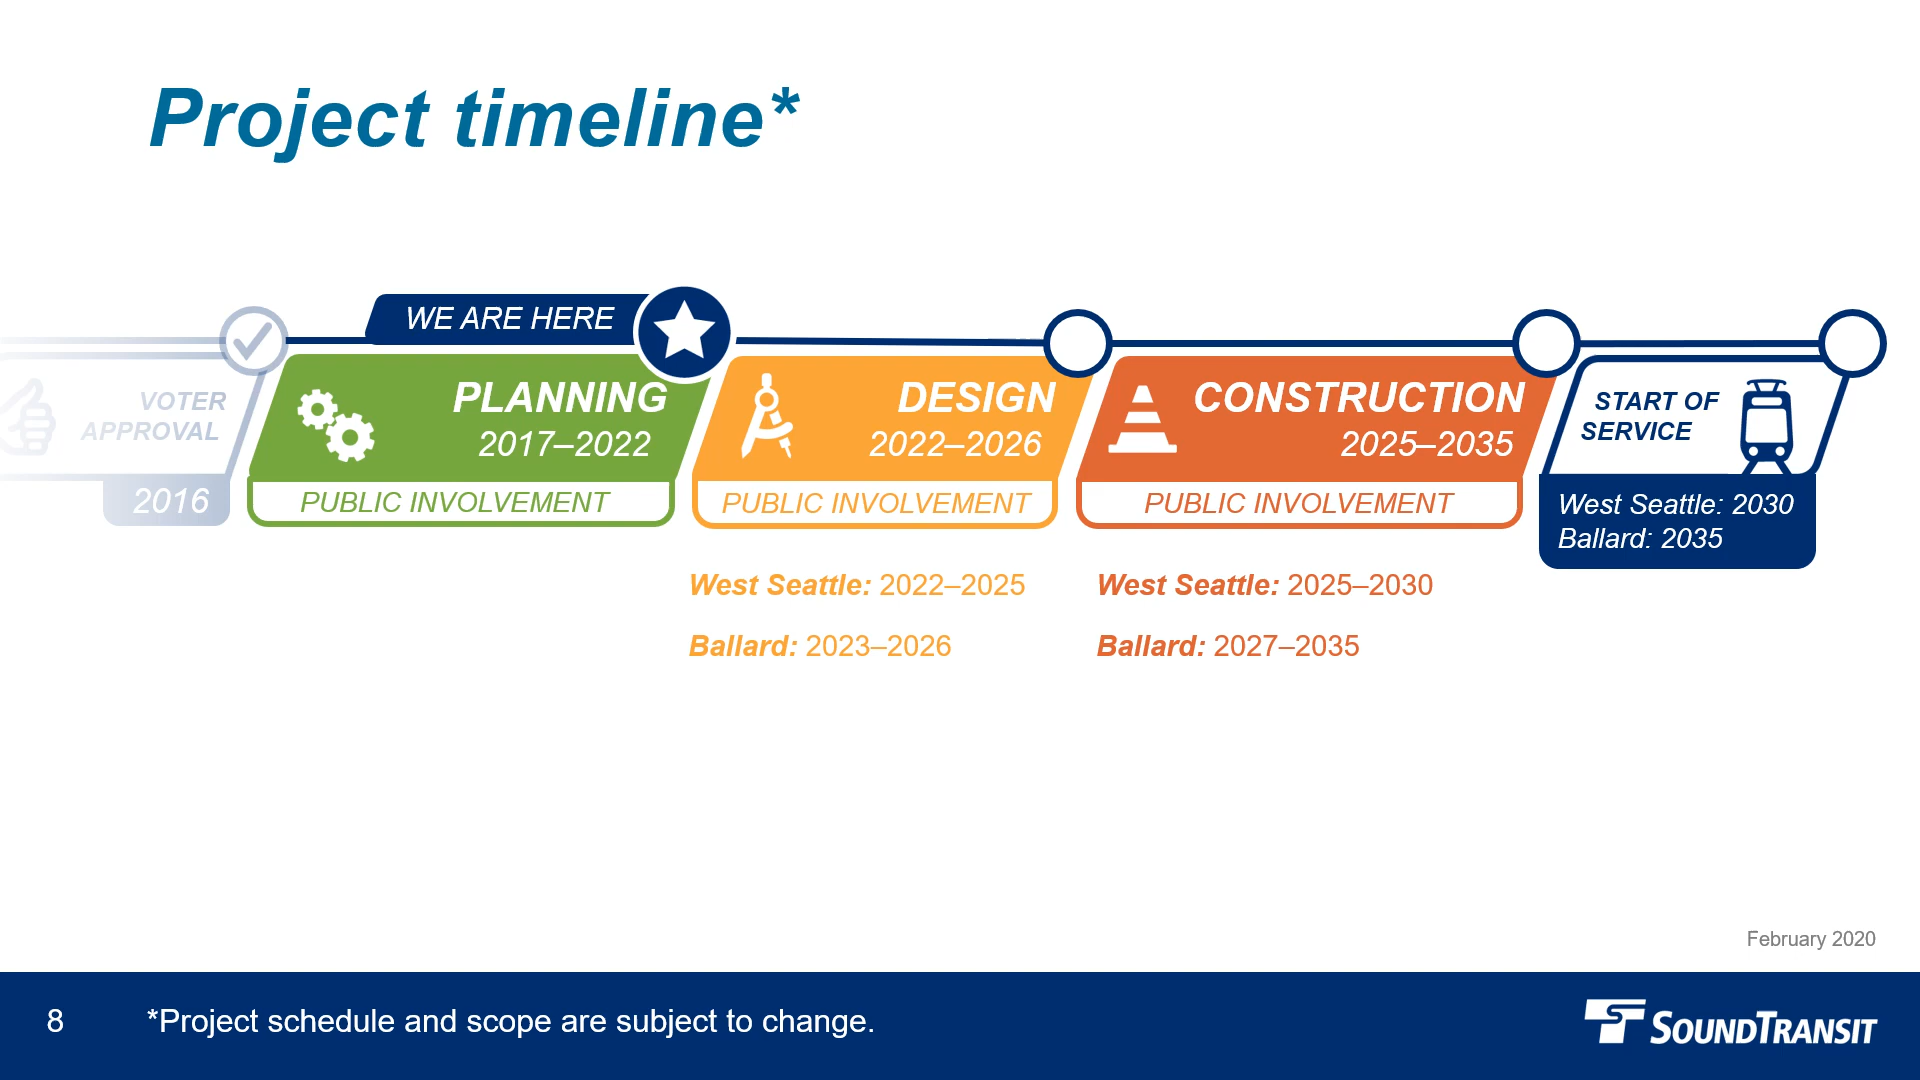 Project timeline*
WE ARE HERE
VOTER
APPROVAL
2016
PLANNING
2017–2022
PUBLIC INVOLVEMENT
DESIGN
2022–2026
PUBLIC INVOLVEMENT
West Seattle: 2022–2025
Ballard: 2023–2026
CONSTRUCTION
2025–2035
PUBLIC INVOLVEMENT
West Seattle: 2025–2030
Ballard: 2027–2035
START OF
SERVICE
West Seattle: 2030
Ballard: 2035
February 2020
8
*Project schedule and scope are subject to change.
SOUNDTRANSIT